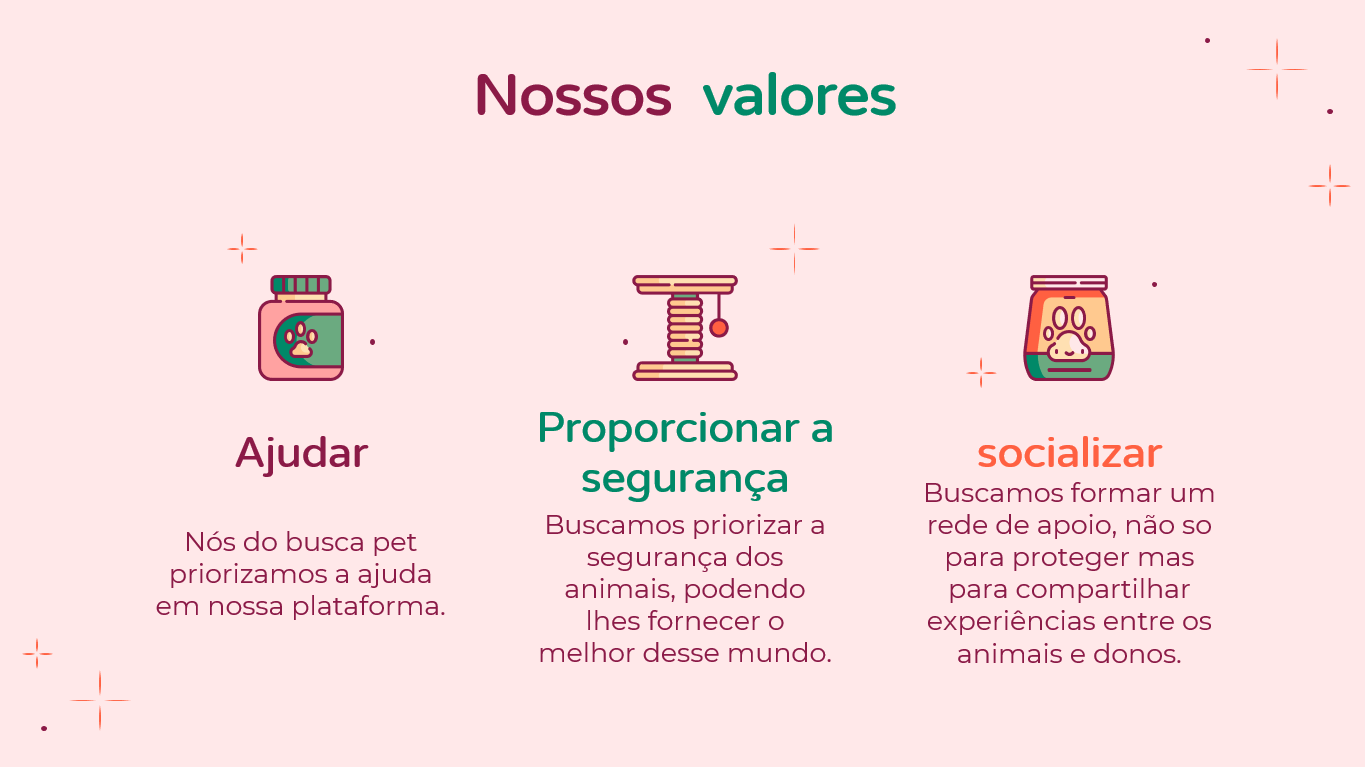 Nossos valores
Ajudar
Nós do busca pet
priorizamos a ajuda
em nossa plataforma.
Proporcionar a
segurança
Buscamos priorizar a
segurança dos
animais, podendo
lhes fornecer o
melhor desse mundo.
socializar
Buscamos formar um
rede de apoio, não so
para proteger mas
para compartilhar
experiências entre os
animais e donos.